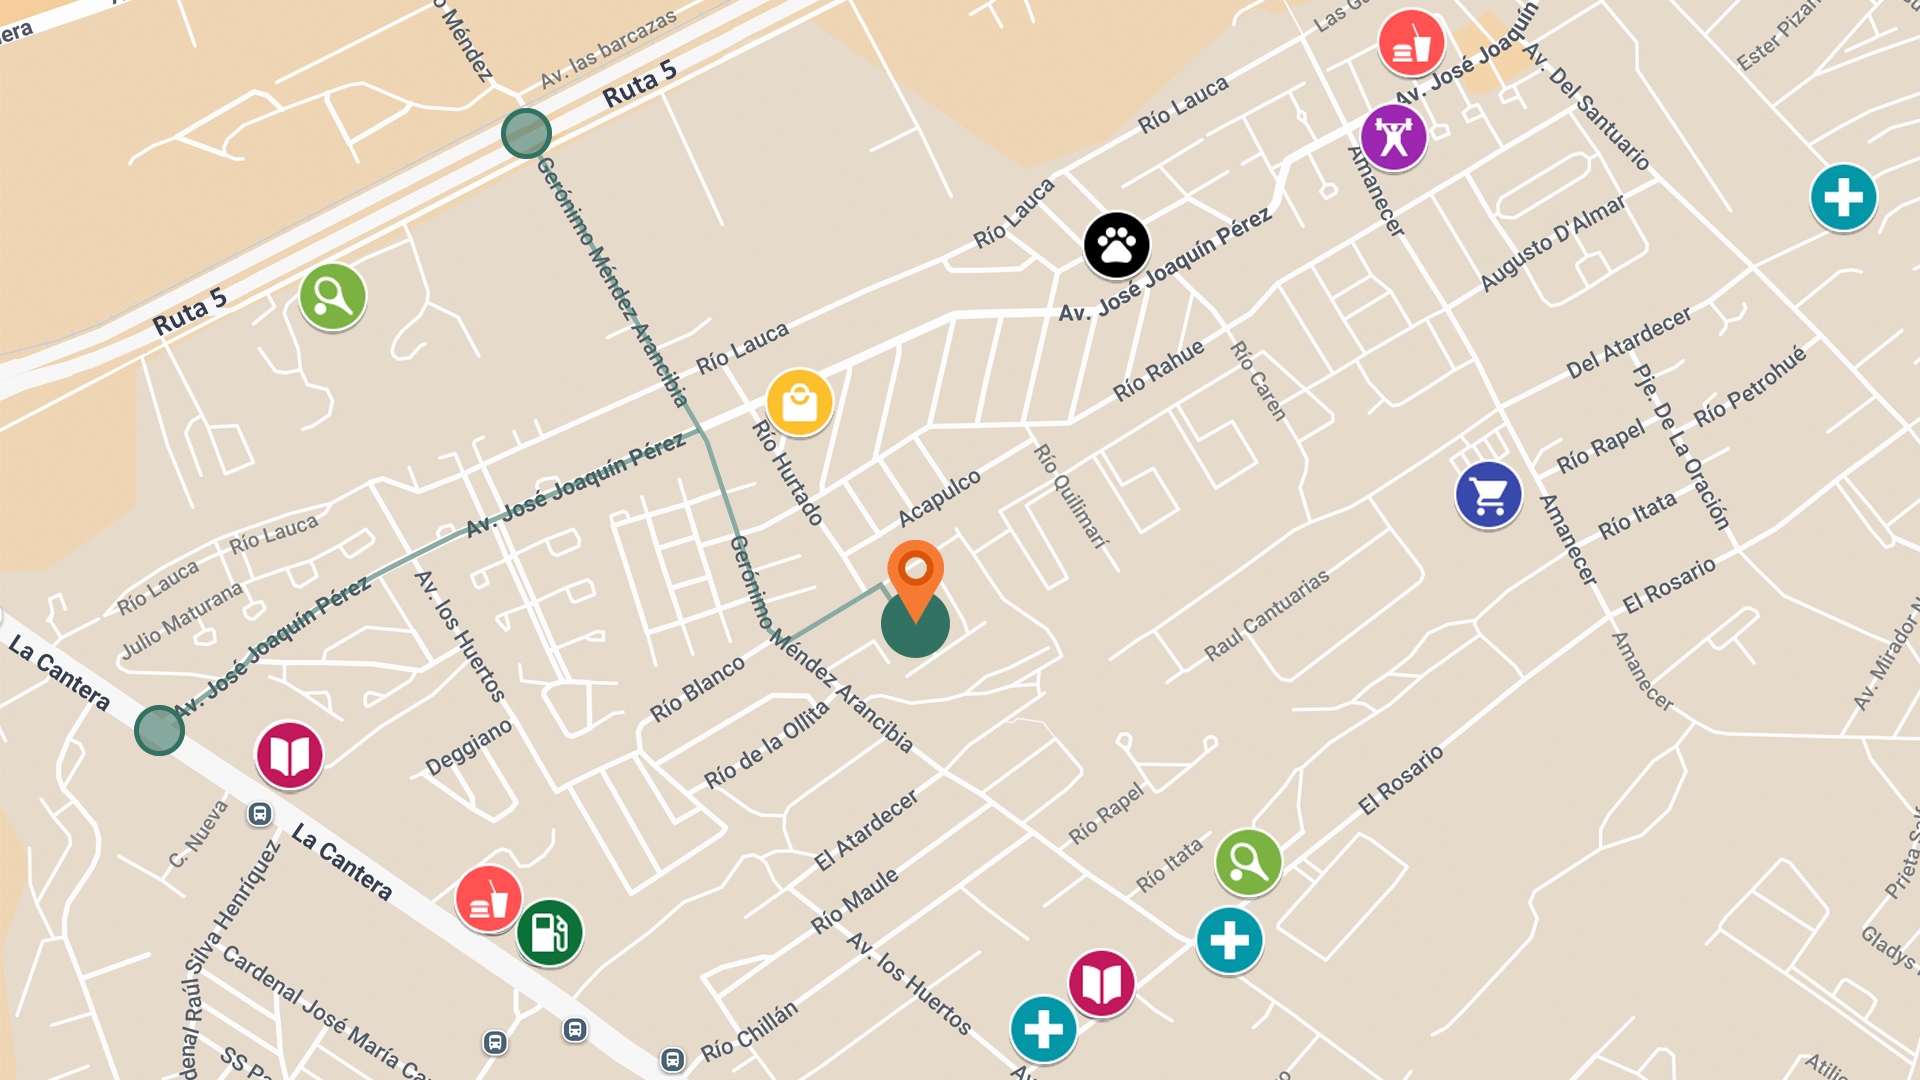 Méndez
Av. las barcazas
Ruta 5
Río Lauca
Av. José Joaquín
Av. Del Santuario
Gerónimo Méndez Arancibia
Río Lauca
Amanecer
Augusto D'Almar
Ruta 5
Av. José Joaquín Pérez
Río Lauca
Río Rahue
Río Caren
Del Atardecer
Pje. De La Oración
Río Petrohué
Av. José Joaquín Pérez
Río Hurtado
Acapulco
Río Quilimarí
Río Rapel
Río Itata
Amanecer
Río Lauca
Río Lauca
Julio Maturana
Av. José Joaquín Pérez
Av. los Huertos
Gerónimo Méndez Arancibia
Raul Cantuarias
El Rosario
Amanecer
La Cantera
Río Blanco
Río de la Ollita
Deggiano
El Rosario
C. Nueva
La Cantera
El Atardecer
Río Rapel
Río Itata
Río Maule
Av. los Huertos
Raúl Silva Henríquez
Cardenal José María
Río Chillán
SS
Gladys
Ester
Av. Mirador
Prieta